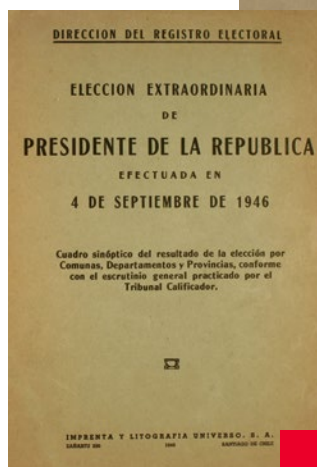 DIRECCION DEL REGISTRO ELECTORAL
ELECCION EXTRAORDINARIA
DE
PRESIDENTE DE LA REPUBLICA
EFECTUADA EN
4 DE SEPTIEMBRE DE 1946
Cuadro sinóptico del resultado de la elección por
Comunas, Departamentos y Provincias, conforme
con el escrutinio general practicado por el
Tribunal Calificador.
IMPRENTA Y LITOGRAFIA UNIVERSO, S. A.
SANTIAGO DE CHILE